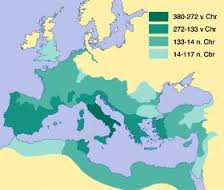 380-272 v. Chr
272-133 v. Chr
133-14 n. Chr
14-117 n. Chr